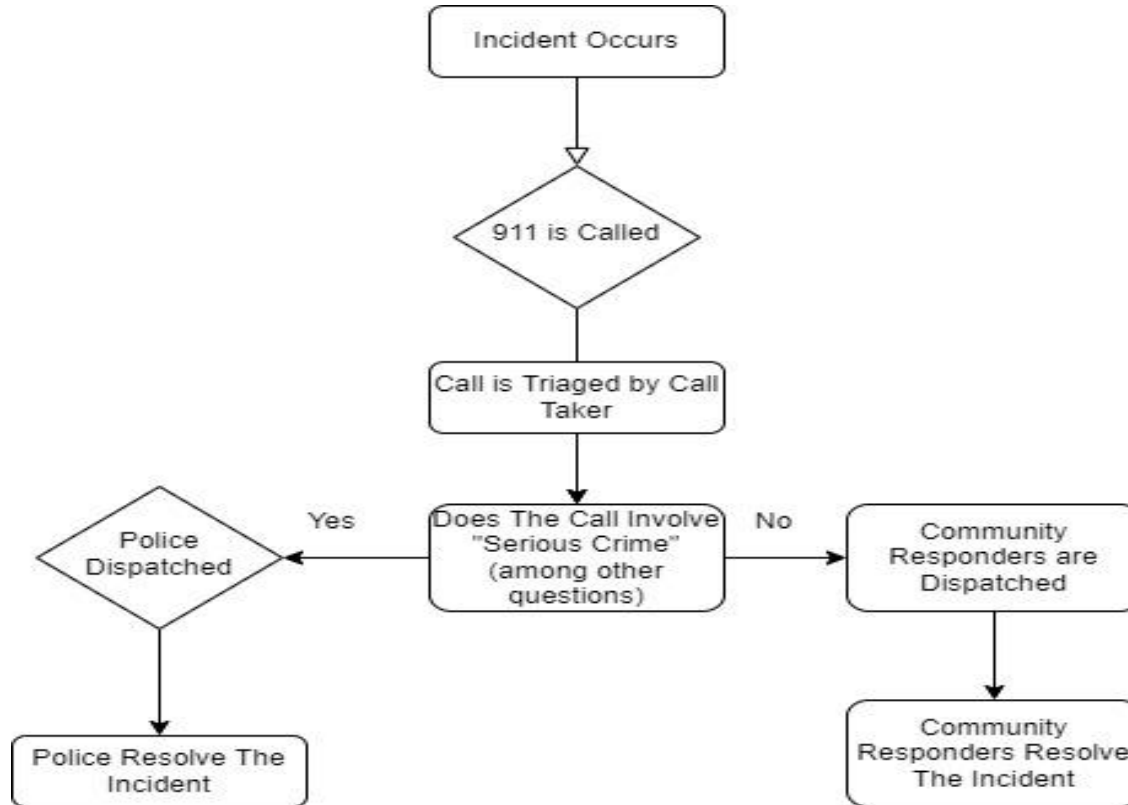 Incident Occurs
911 is Called
Call is Triaged by Call
Taker
Does The Call Involve
"Serious Crime"
(among other
questions)
Yes
No
Police
Dispatched
Community
Responders are
Dispatched
Police Resolve The
Incident
Community
Responders Resolve
The Incident